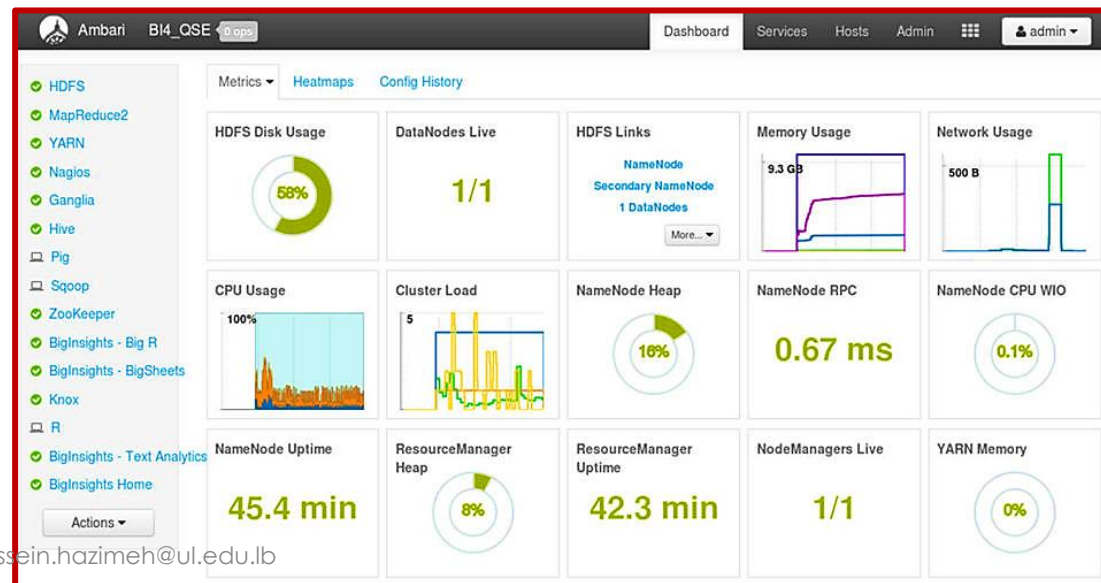 Ambari BI4_QSE 0 ops Dashboard Services Hosts Admin admin
HDFS
MapReduce2
YARN
Nagios
Ganglia
Hive
Pig
Sqoop
ZooKeeper
BigInsights - Big R
BigInsights - BigSheets
Knox
R
BigInsights - Text Analytics
BigInsights Home
Actions
Metrics Heatmaps Config History
HDFS Disk Usage
58%
DataNodes Live
1/1
HDFS Links
NameNode
Secondary NameNode
1 DataNodes
More...
Memory Usage
9.3 GB
Network Usage
500 B
CPU Usage
100%
Cluster Load
5
NameNode Heap
16%
NameNode RPC
0.67 ms
NameNode CPU WIO
0.1%
NameNode Uptime
45.4 min
ResourceManager
Heap
8%
ResourceManager
Uptime
42.3 min
NodeManagers Live
1/1
YARN Memory
0%
ssein.hazimeh@ul.edu.lb